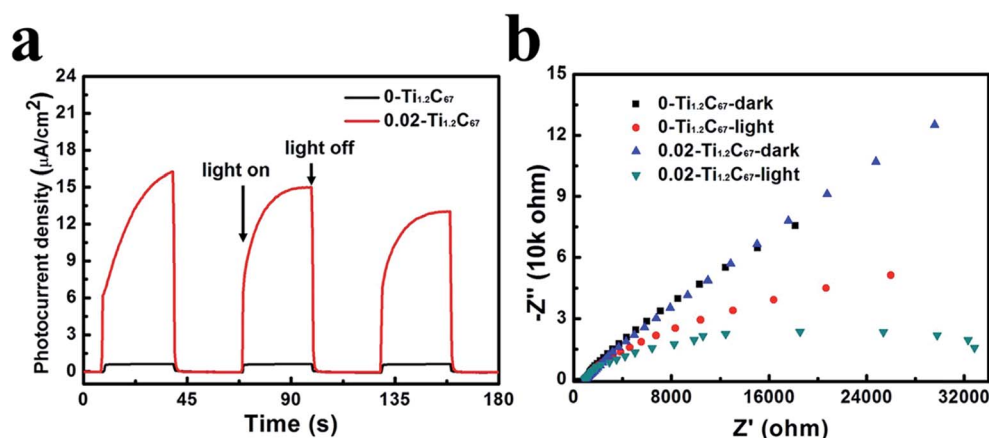 a
Photocurrent density (μA/cm²)
24
21
18
15
12
9
6
3
0
0-Ti₁.₂C₆₇
0.02-Ti₁.₂C₆₇
light on
light off
0
45
90
135
180
Time (s)
b
-Z'' (10k ohm)
15
12
9
6
3
0
0-Ti₁.₂C₆₇-dark
0-Ti₁.₂C₆₇-light
0.02-Ti₁.₂C₆₇-dark
0.02-Ti₁.₂C₆₇-light
0
8000
16000
24000
32000
Z' (ohm)